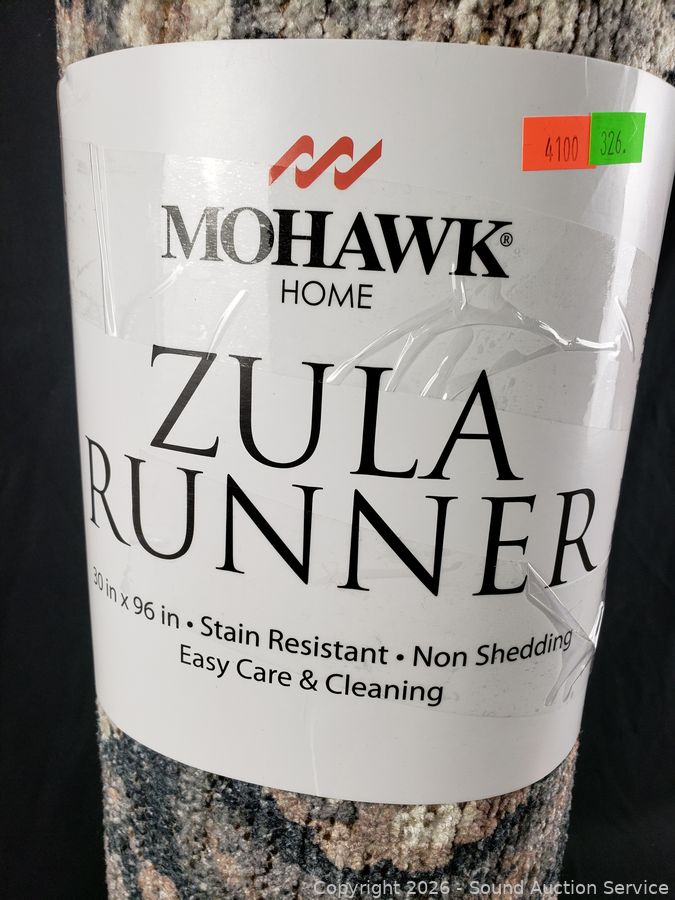 4100
326.
MOHAWK®
HOME
ZULA
RUNNER
30 in x 96 in • Stain Resistant • Non Shedding
Easy Care & Cleaning
Copyright 2026 - Sound Auction Service